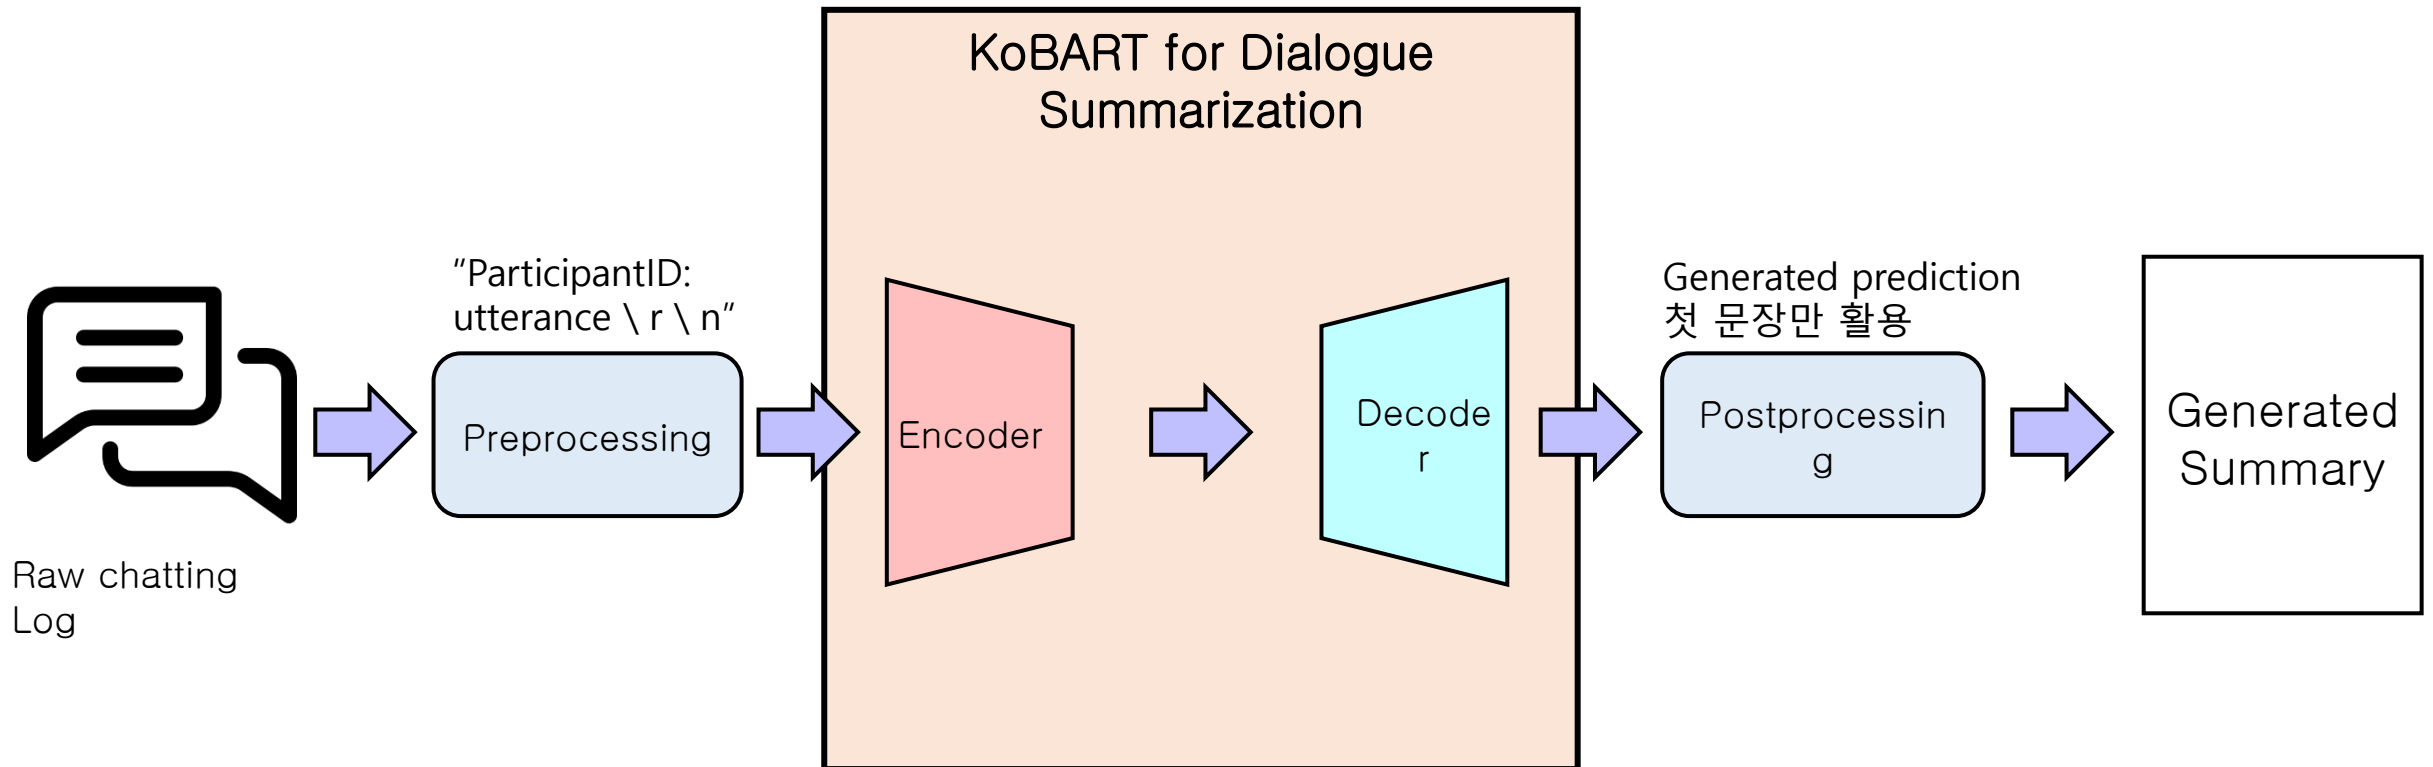 KoBART for Dialogue
Summarization
"ParticipantID:
utterance \ r \ n"
Generated prediction
첫 문장만 활용
Preprocessing
Encoder
Decode
r
Postprocessin
g
Generated
Summary
Raw chatting
Log